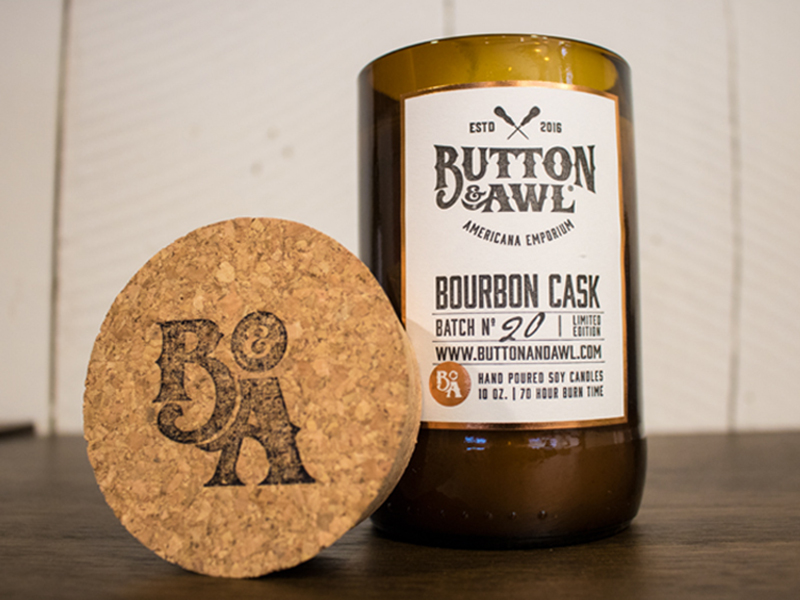 ESTD 2016
BUTTON
& AWL
AMERICANA EMPORIUM
BOURBON CASK
BATCH Nº 20 | LIMITED EDITION
WWW.BUTTONANDAWL.COM
B&A HAND POURED SOY CANDLES
10 OZ. | 70 HOUR BURN TIME
B&
A